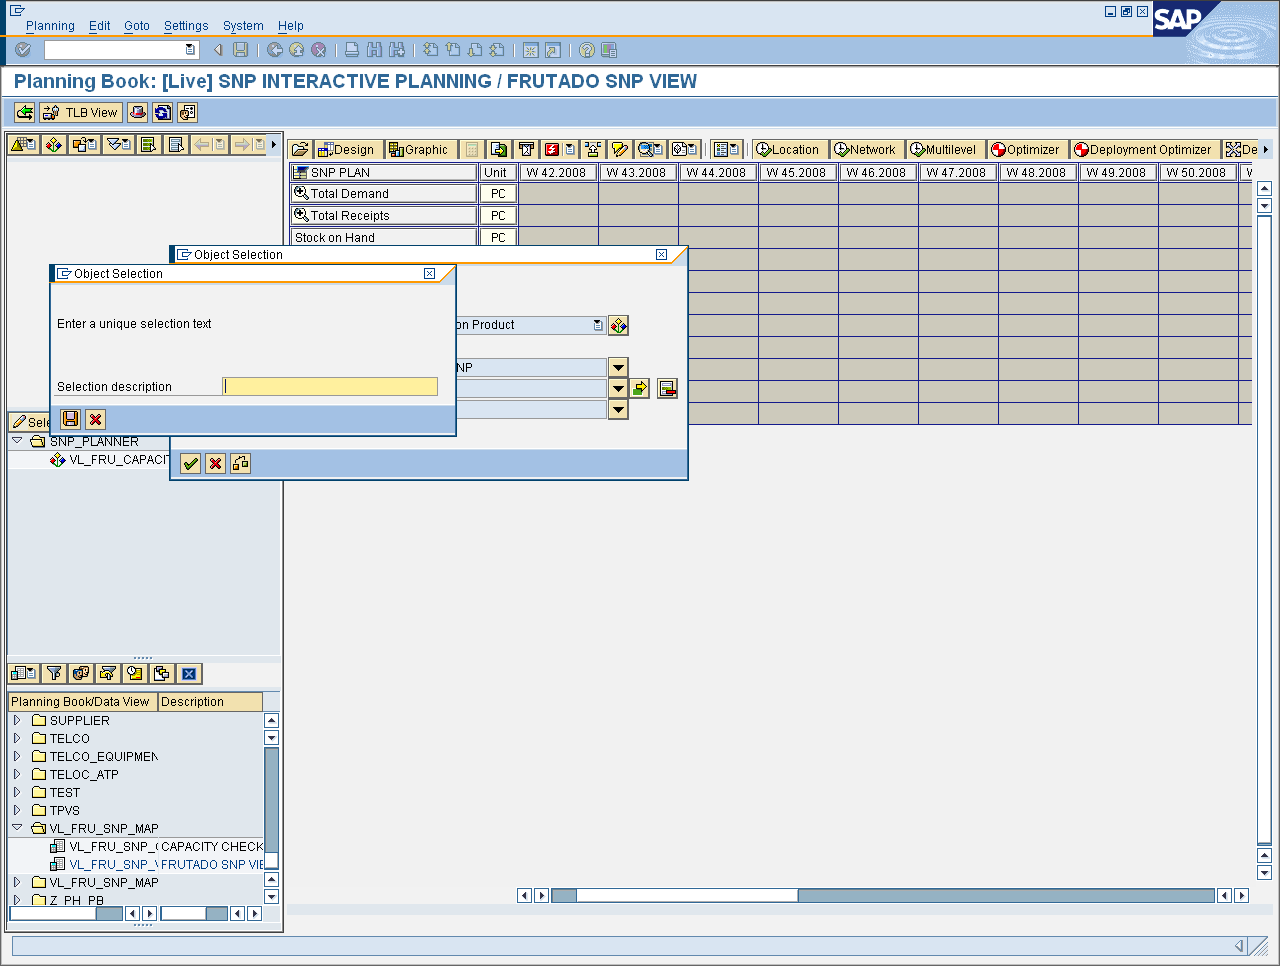 Planning Edit Goto Settings System Help
SAP
Planning Book: [Live] SNP INTERACTIVE PLANNING / FRUTADO SNP VIEW
TLB View
Design Graphic Location Network Multilevel Optimizer Deployment Optimizer De
SNP PLAN Unit W 42.2008 W 43.2008 W 44.2008 W 45.2008 W 46.2008 W 47.2008 W 48.2008 W 49.2008 W 50.2008 W
Total Demand PC
Total Receipts PC
Stock on Hand PC
Object Selection
Object Selection
Enter a unique selection text
on Product
NP
Selection description
Sele
SNP_PLANNER
VL_FRU_CAPACIT
Planning Book/Data View Description
SUPPLIER
TELCO
TELCO_EQUIPMEN
TELOC_ATP
TEST
TPVS
VL_FRU_SNP_MAP
VL_FRU_SNP_( CAPACITY CHECK
VL_FRU_SNP_\ FRUTADO SNP VIE
VL_FRU_SNP_MAP
Z_PH_PB